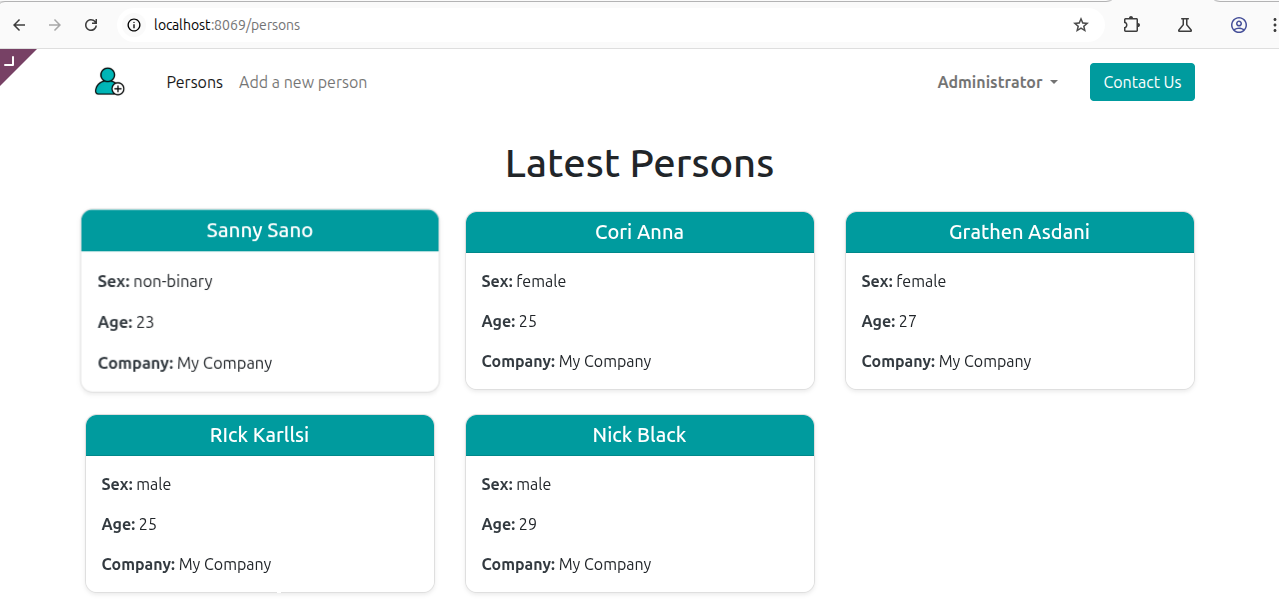 localhost:8069/persons
Persons Add a new person Administrator Contact Us
Latest Persons
Sanny Sano
Sex: non-binary
Age: 23
Company: My Company
Cori Anna
Sex: female
Age: 25
Company: My Company
Grathen Asdani
Sex: female
Age: 27
Company: My Company
RIck Karllsi
Sex: male
Age: 25
Company: My Company
Nick Black
Sex: male
Age: 29
Company: My Company